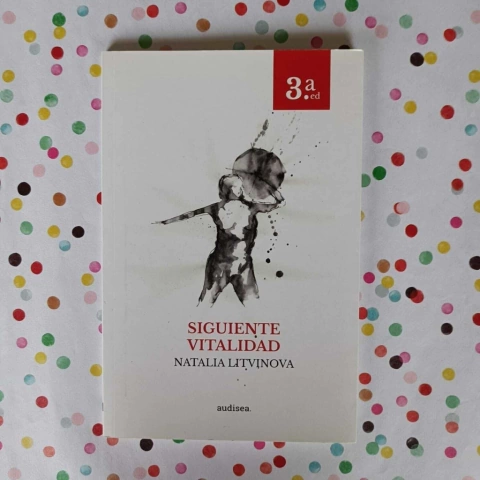 3.a
ed
SIGUIENTE
VITALIDAD
NATALIA LITVINOVA
audisea.